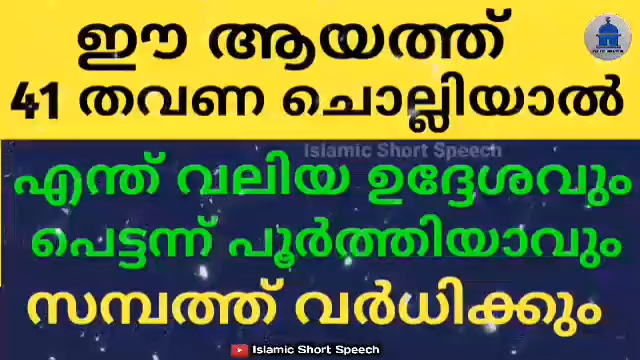 ഈ ആയത്ത്
41 തവണ ചൊല്ലിയാൽ
Islamic Short Speech
എന്ത് വലിയ ഉദ്ദേശവും
പെട്ടന്ന് പൂർത്തിയാവും
സമ്പത്ത് വർധിക്കും
Islamic Short Speech